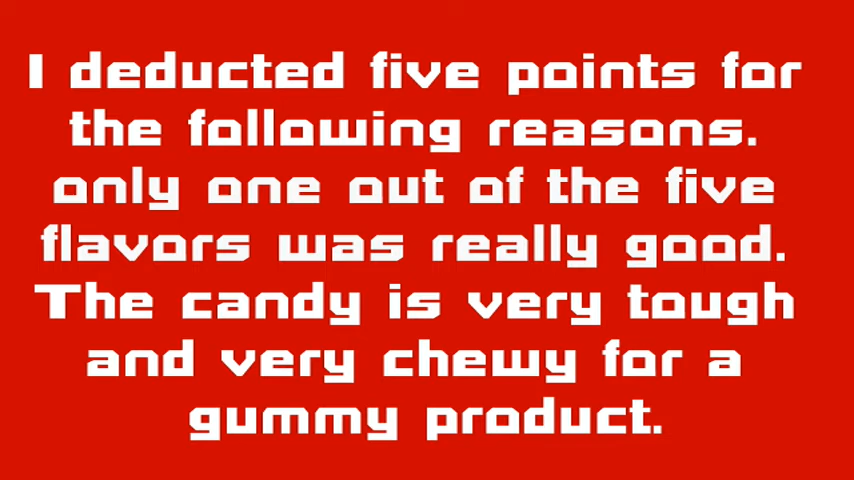 I deducted five points for
the following reasons.
only one out of the five
flavors was really good.
The candy is very tough
and very chewy for a
gummy product.